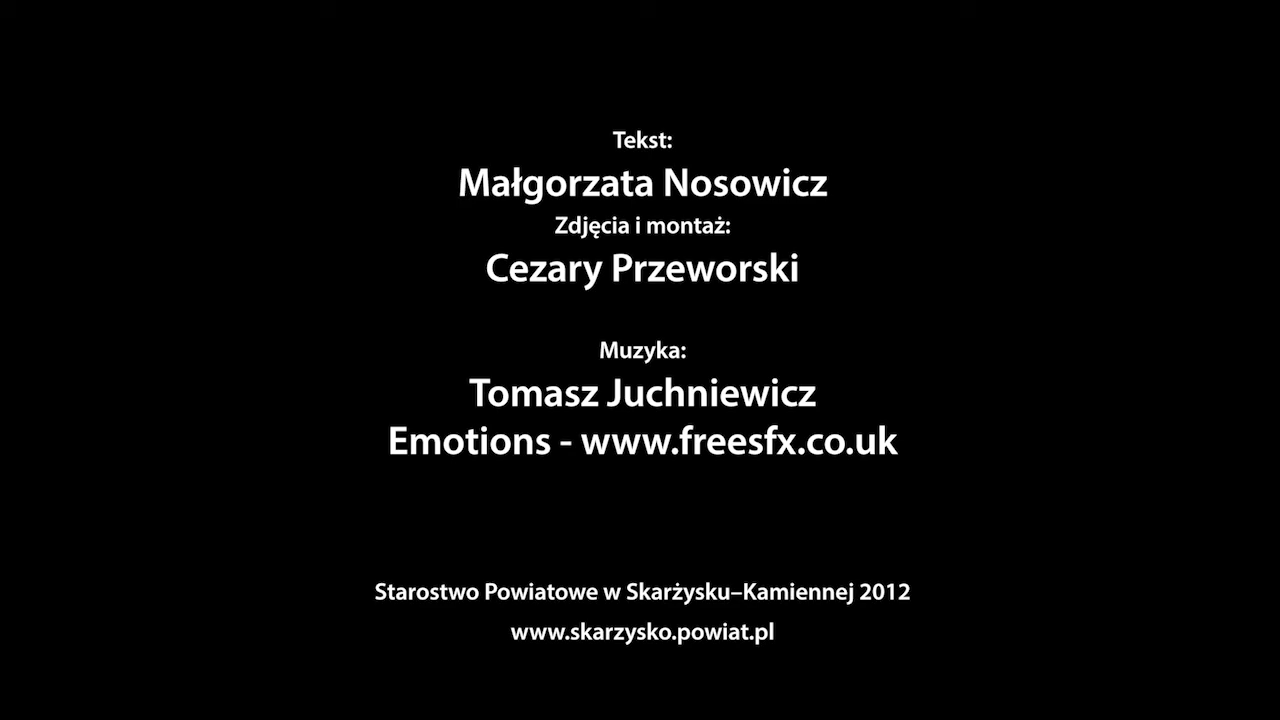 Tekst:
Małgorzata Nosowicz
Zdjęcia i montaż:
Cezary Przeworski
Muzyka:
Tomasz Juchniewicz
Emotions - www.freesfx.co.uk
Starostwo Powiatowe w Skarżysku–Kamiennej 2012
www.skarzysko.powiat.pl